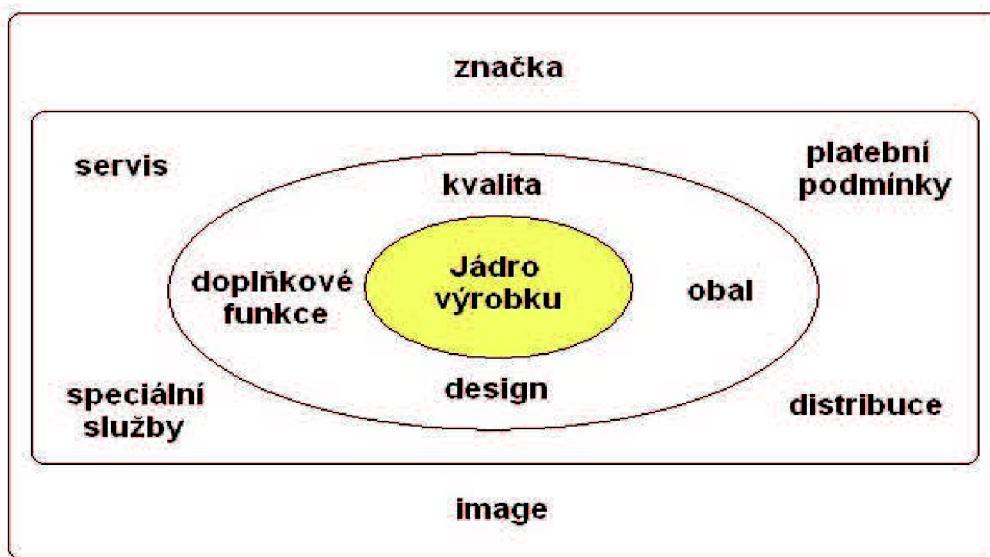 značka
servis
platební
podmínky
kvalita
doplňkové
funkce
Jádro
výrobku
obal
design
speciální
služby
distribuce
image